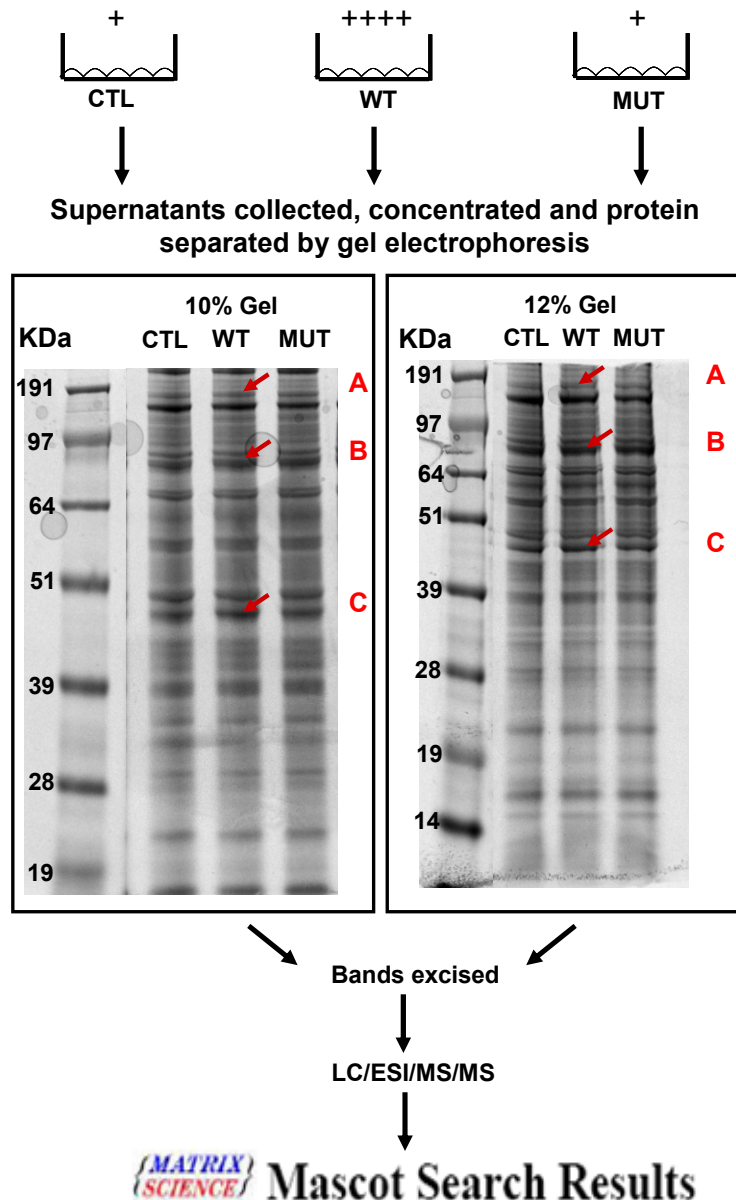 + ++++ +
CTL WT MUT
Supernatants collected, concentrated and protein
separated by gel electrophoresis
10% Gel
KDa CTL WT MUT
191
97
64
51
39
28
19
A
B
C
12% Gel
KDa CTL WT MUT
191
97
64
51
39
28
19
14
A
B
C
Bands excised
LC/ESI/MS/MS
{MATRIX}
{SCIENCE} Mascot Search Results